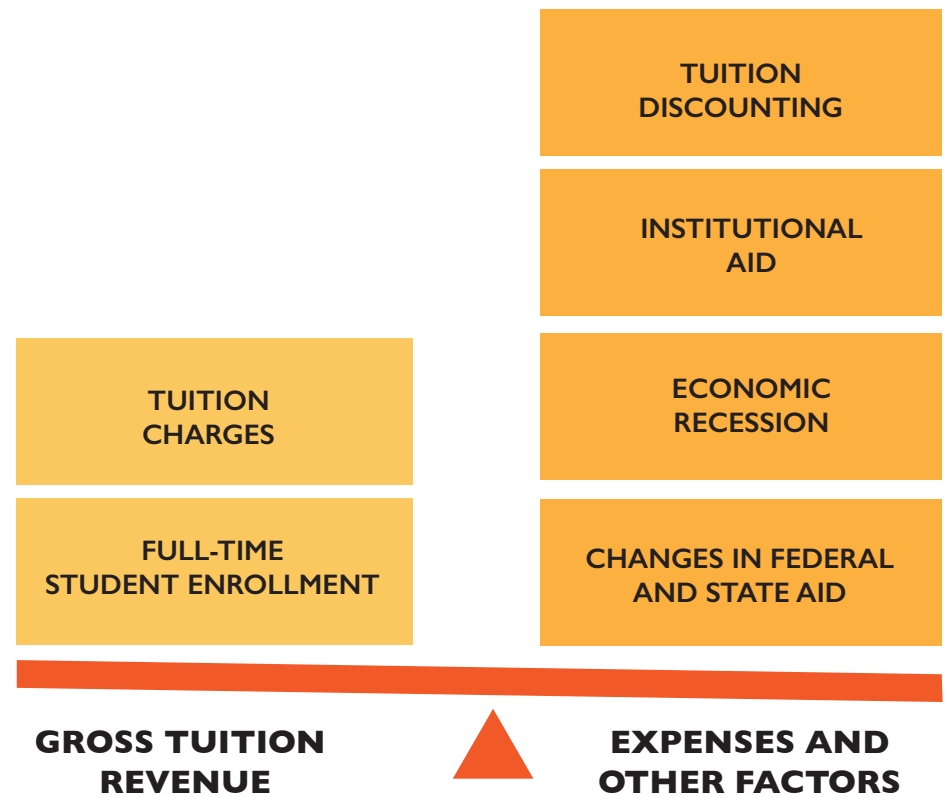 TUITION
DISCOUNTING
INSTITUTIONAL
AID
TUITION
CHARGES
ECONOMIC
RECESSION
FULL-TIME
STUDENT ENROLLMENT
CHANGES IN FEDERAL
AND STATE AID
GROSS TUITION
REVENUE
EXPENSES AND
OTHER FACTORS